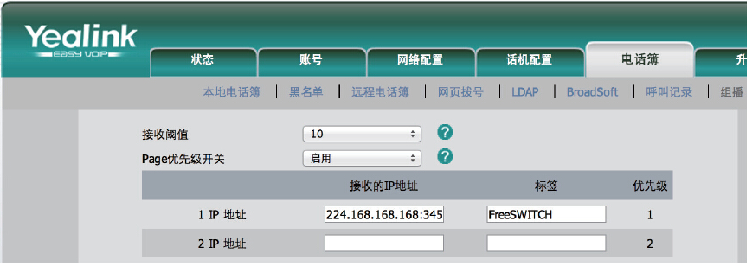 Yealink
EASY VOIP
状态 账号 网络配置 话机配置 电话簿 升
本地电话簿 | 黑名单 | 远程电话簿 | 网页拨号 | LDAP | BroadSoft | 呼叫记录 | 组播
接收阈值 10 ?
Page优先级开关 启用 ?
接收的IP地址 标签 优先级
1 IP 地址 224.168.168.168:345 FreeSWITCH 1
2 IP 地址 2